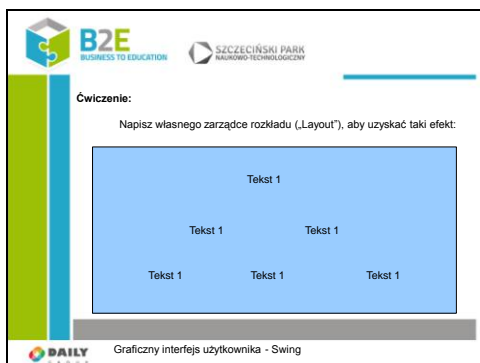 B2E
BUSINESS TO EDUCATION
SZCZECIŃSKI PARK
NAUKOWO-TECHNOLOGICZNY
Ćwiczenie:
Napisz własnego zarządce rozkładu („Layout”), aby uzyskać taki efekt:
Tekst 1
Tekst 1 Tekst 1
Tekst 1 Tekst 1 Tekst 1
DAILY
Graficzny interfejs użytkownika - Swing